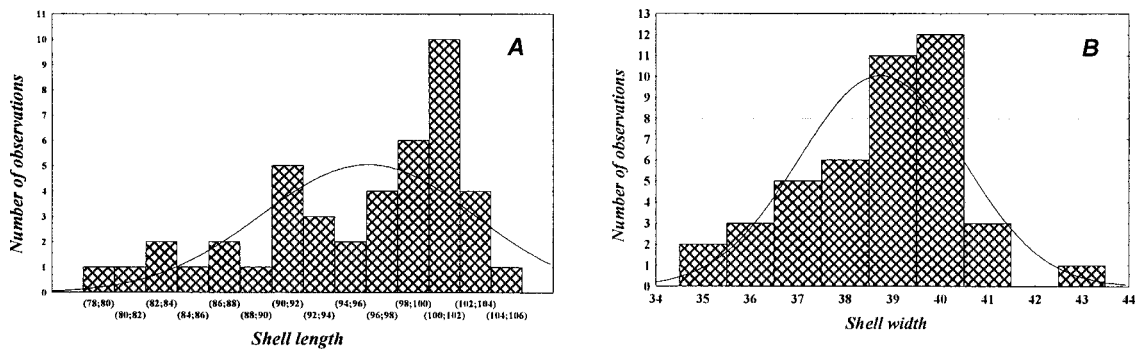 A
Number of observations
11
10
9
8
7
6
5
4
3
2
1
0
(78;80) (82;84) (86;88) (90;92) (94;96) (98;100) (102;104)
(80;82) (84;86) (88;90) (92;94) (96;98) (100;102) (104;106)
Shell length
B
Number of observations
13
12
11
10
9
8
7
6
5
4
3
2
1
0
34 35 36 37 38 39 40 41 42 43 44
Shell width